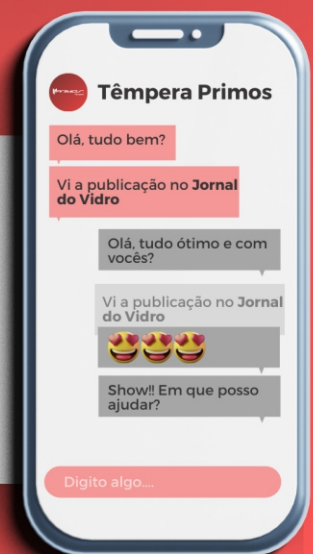 Têmpera Primos
Olá, tudo bem?
Vi a publicação no Jornal
do Vidro
Olá, tudo ótimo e com
vocês?
Vi a publicação no Jornal
do Vidro
Show!! Em que posso
ajudar?
Digito algo....